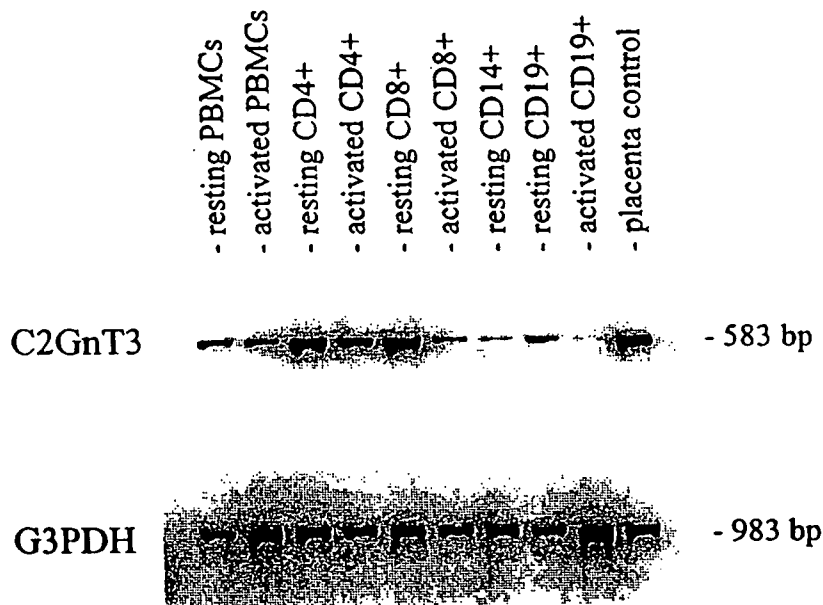 - resting PBMCs
- activated PBMCs
- resting CD4+
- activated CD4+
- resting CD8+
- activated CD8+
- resting CD14+
- resting CD19+
- activated CD19+
- placenta control
C2GnT3
- 583 bp
G3PDH
- 983 bp